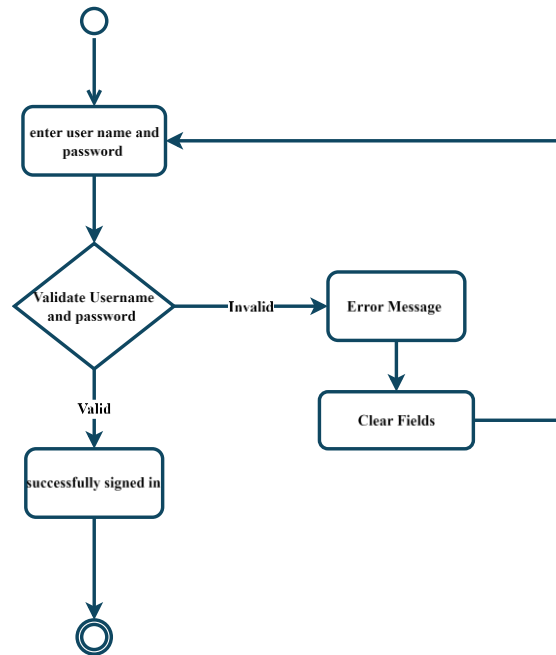 enter user name and
password
Validate Username
and password
Invalid
Error Message
Clear Fields
Valid
successfully signed in